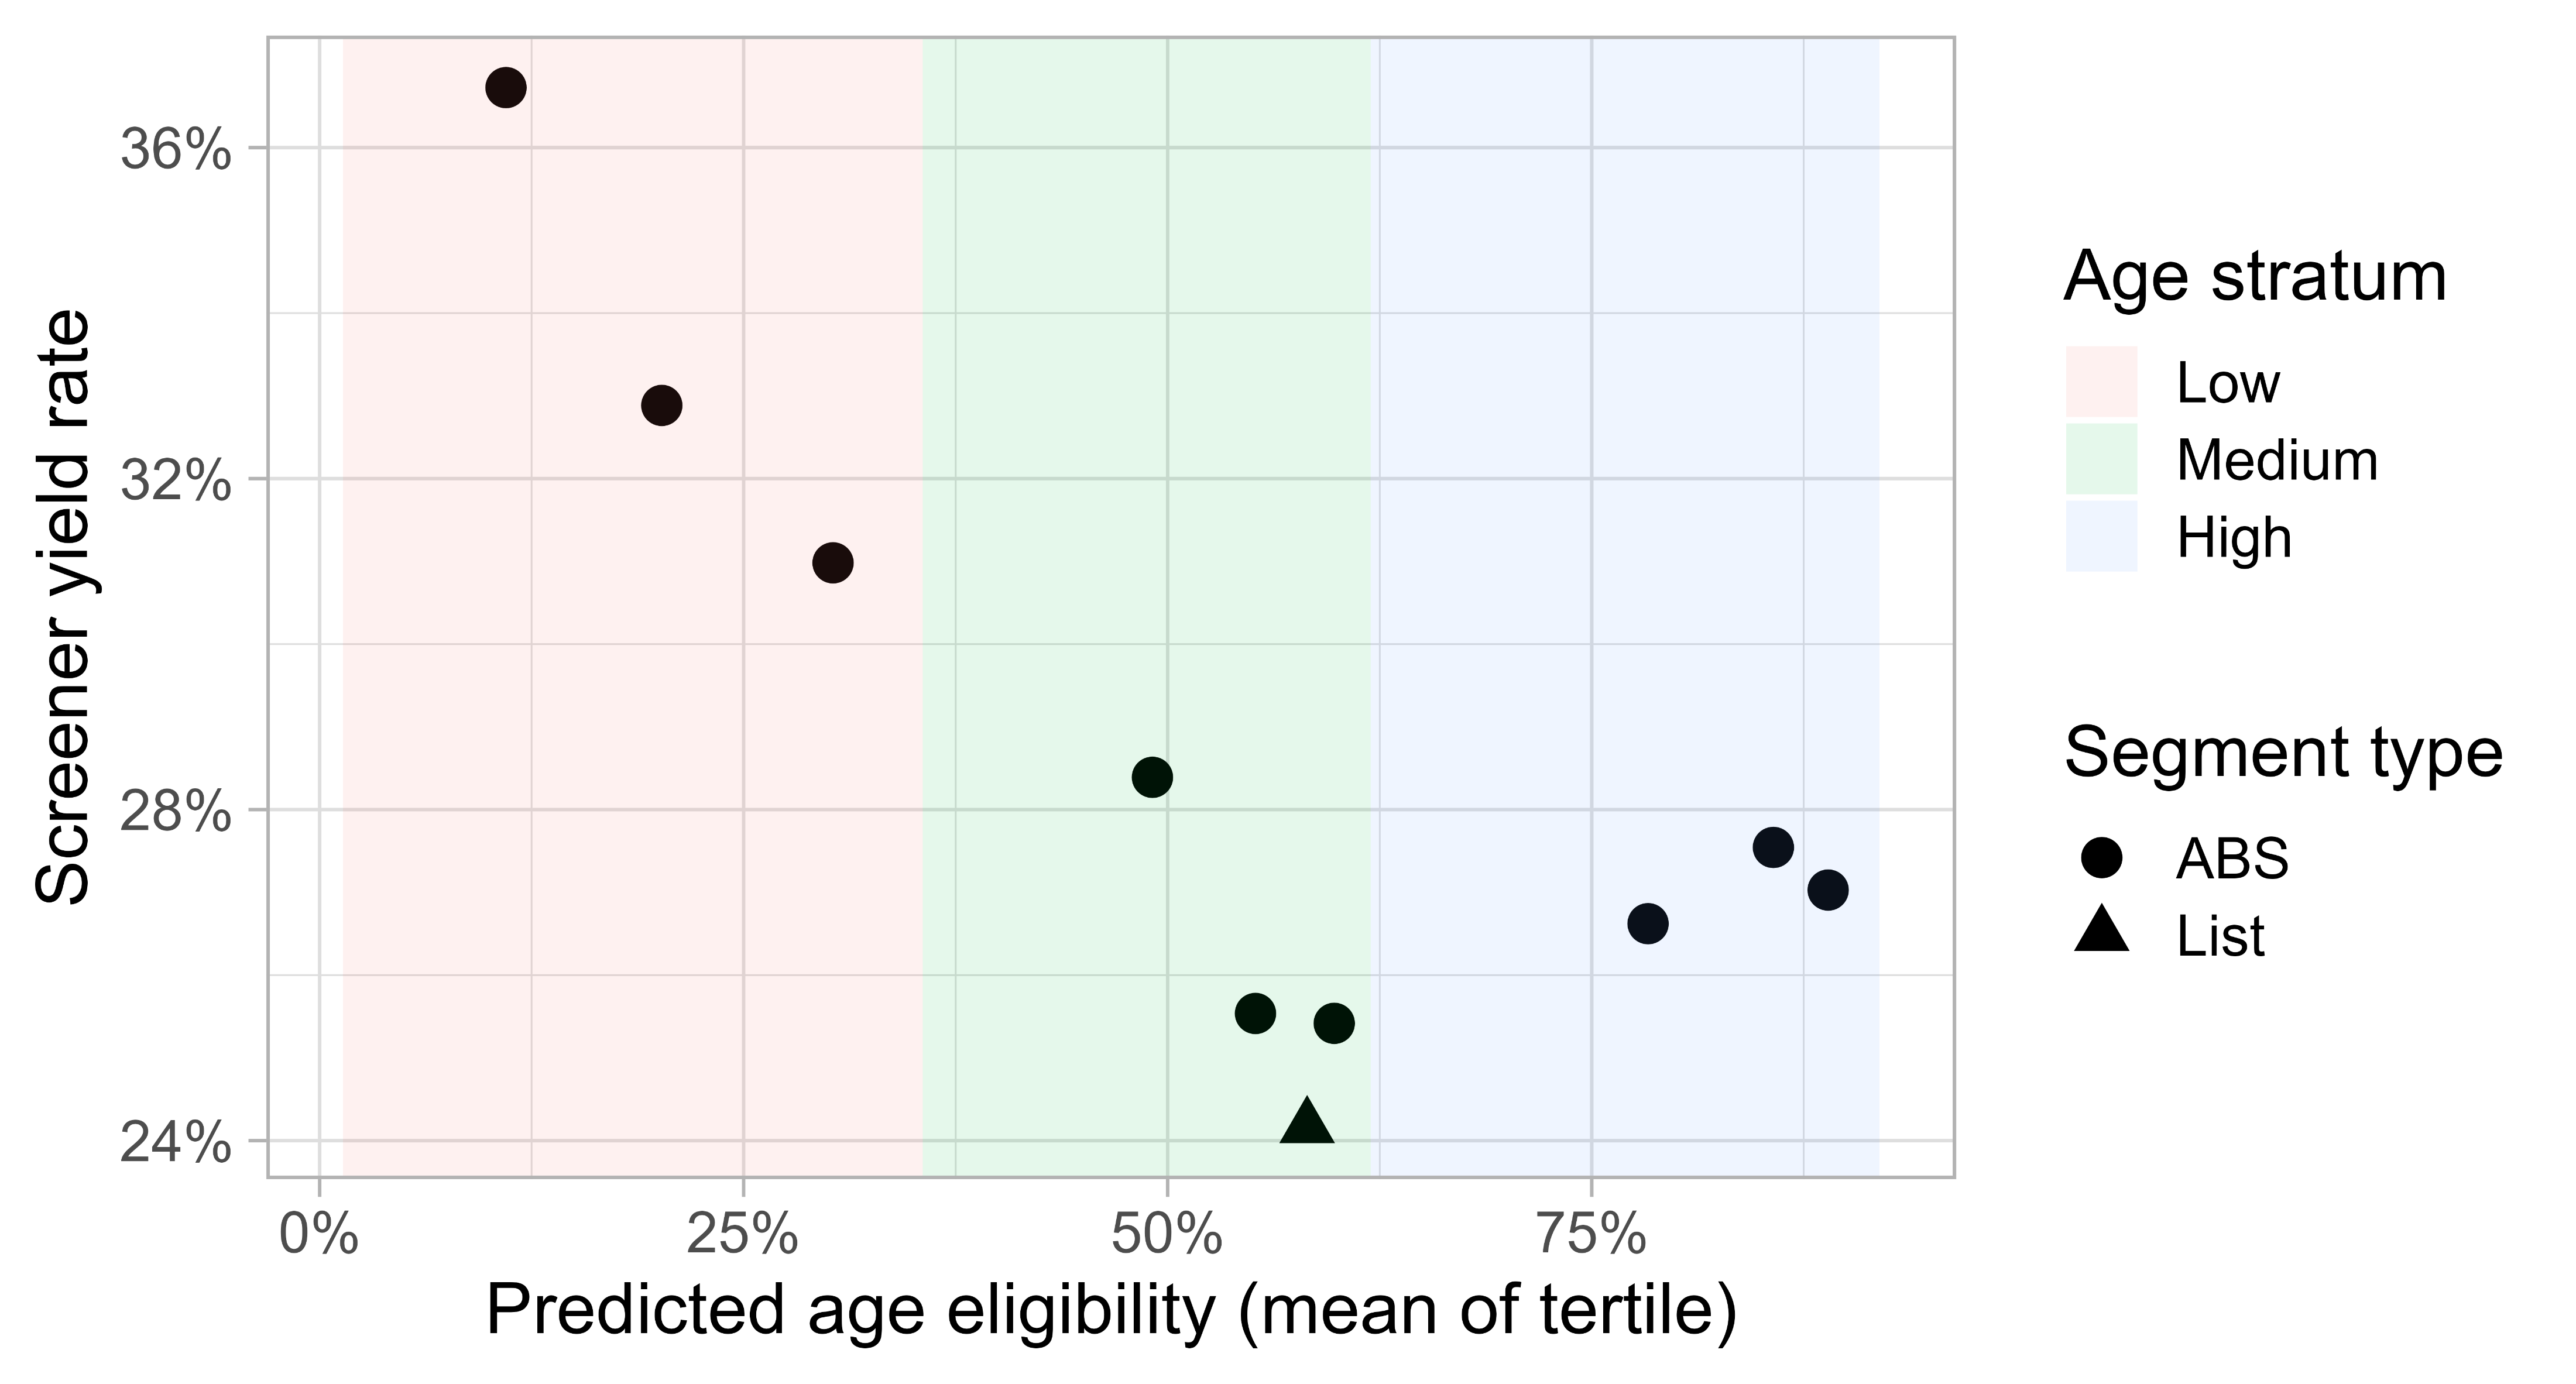 Screener yield rate
36%
32%
28%
24%
0%
25%
50%
75%
Predicted age eligibility (mean of tertile)
Age stratum
Low
Medium
High
Segment type
ABS
List